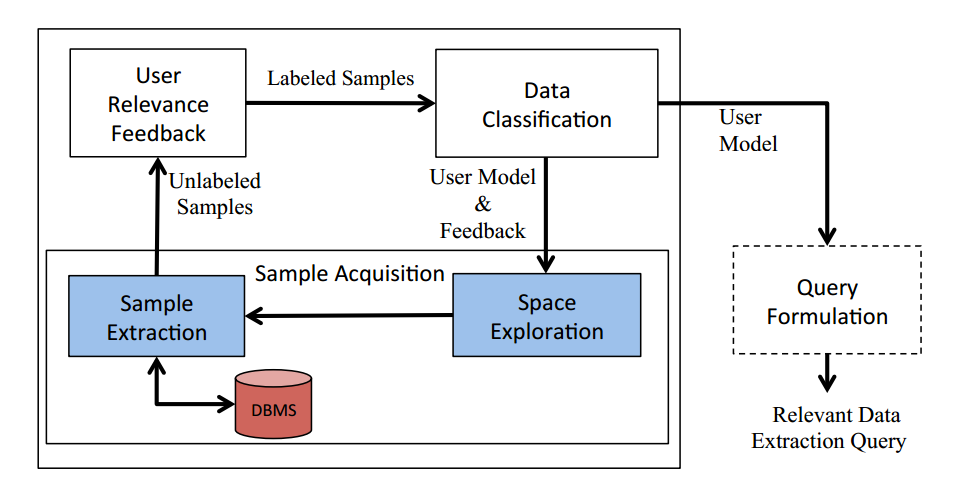 User
Relevance
Feedback
Labeled Samples
Data
Classification
User
Model
Unlabeled
Samples
User Model
&
Feedback
Sample Acquisition
Sample
Extraction
Space
Exploration
DBMS
Query
Formulation
Relevant Data
Extraction Query